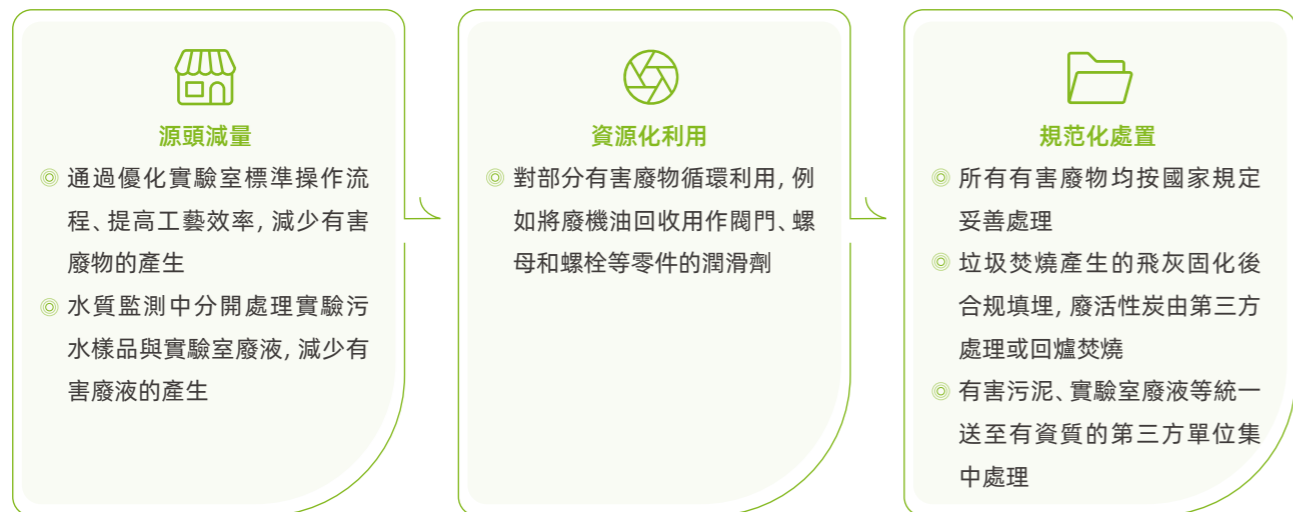 源頭減量
通過優化實驗室標準操作流
程、提高工藝效率, 減少有害
廢物的產生
水質監測中分開處理實驗污
水樣品與實驗室廢液, 減少有
害廢液的產生
資源化利用
對部分有害廢物循環利用, 例
如將廢機油回收用作閥門、螺
母和螺栓等零件的潤滑劑
規范化處置
所有有害廢物均按國家規定
妥善處理
垃圾焚燒產生的飛灰固化後
合规填埋, 廢活性炭由第三方
處理或回爐焚燒
有害污泥、實驗室廢液等統一
送至有資質的第三方單位集
中處理